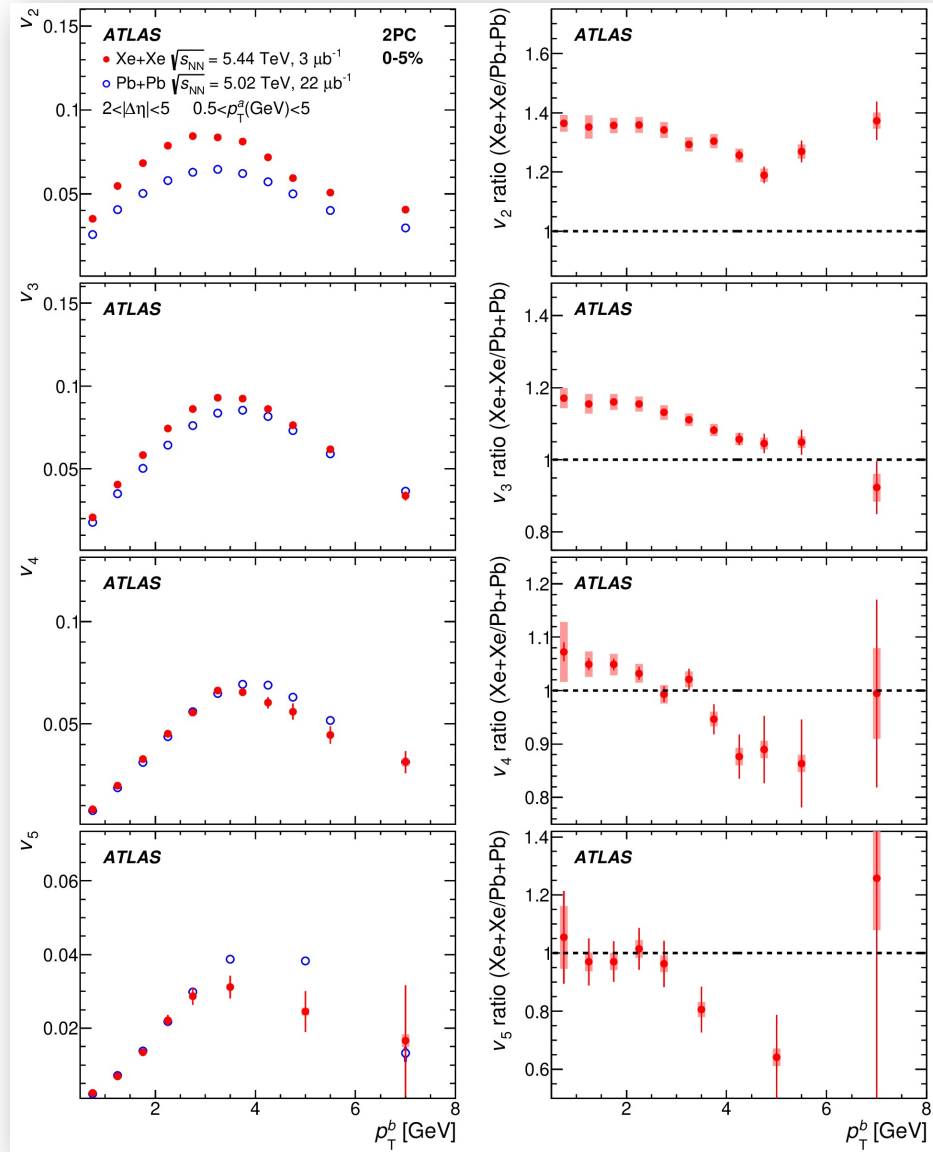 v2
0.15
0.1
0.05
ATLAS 2PC
Xe+Xe √sNN = 5.44 TeV, 3 μb-1 0-5%
Pb+Pb √sNN = 5.02 TeV, 22 μb-1
2<|Δη|<5 0.5<pTa(GeV)<5
v2 ratio (Xe+Xe/Pb+Pb)
1.6
1.4
1.2
1
ATLAS
v3
0.15
0.1
0.05
ATLAS
v3 ratio (Xe+Xe/Pb+Pb)
1.4
1.2
1
0.8
ATLAS
v4
0.1
0.05
ATLAS
v4 ratio (Xe+Xe/Pb+Pb)
1.2
1.1
1
0.9
0.8
ATLAS
v5
0.06
0.04
0.02
ATLAS
2 4 6 8
pTb [GeV]
v5 ratio (Xe+Xe/Pb+Pb)
1.4
1.2
1
0.8
0.6
ATLAS
2 4 6 8
pTb [GeV]